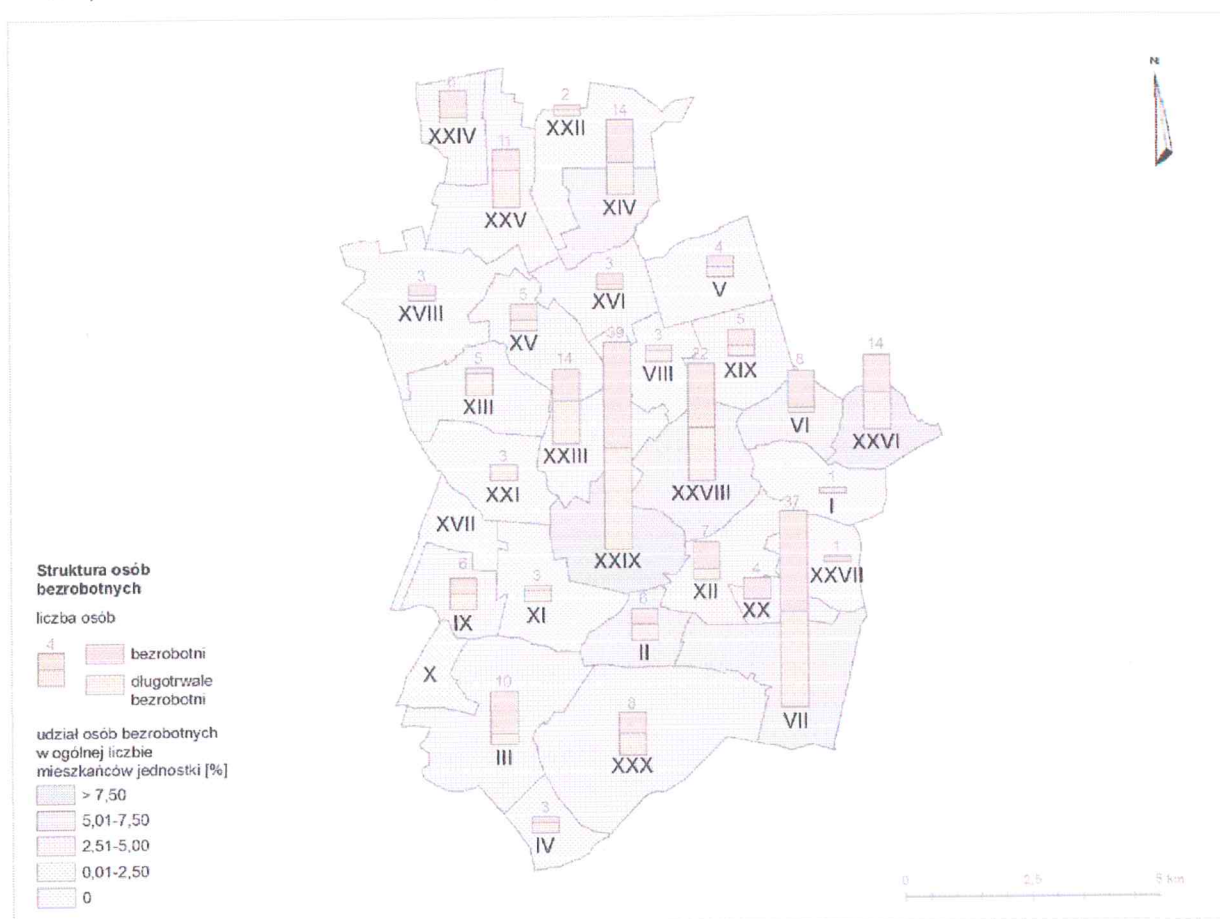 N
6
XXIV
2
XXII
14
XIV
11
XXV
3
XVIII
5
XV
3
XVI
4
V
5
XIII
14
XXIII
39
XXIX
3
VIII
22
XXVIII
5
XIX
8
VI
14
XXVI
3
XXI
1
I
XVII
37
VII
7
XII
4
XX
1
XXVII
6
IX
3
XI
6
II
X
10
III
8
XXX
3
IV
Struktura osób
bezrobotnych
liczba osób
4
bezrobotni
długotrwale
bezrobotni
udział osób bezrobotnych
w ogólnej liczbie
mieszkańców jednostki [%]
> 7,50
5,01-7,50
2,51-5,00
0,01-2,50
0
0
2,5
5 km